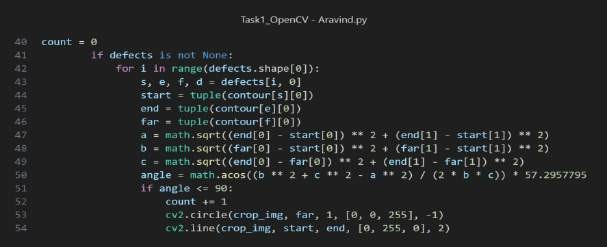 Task1_OpenCV - Aravind.py
40 count = 0
41 if defects is not None:
42 for i in range(defects.shape[0]):
43 s, e, f, d = defects[i, 0]
44 start = tuple(contour[s][0])
45 end = tuple(contour[e][0])
46 far = tuple(contour[f][0])
47 a = math.sqrt((end[0] - start[0]) ** 2 + (end[1] - start[1]) ** 2)
48 b = math.sqrt((far[0] - start[0]) ** 2 + (far[1] - start[1]) ** 2)
49 c = math.sqrt((end[0] - far[0]) ** 2 + (end[1] - far[1]) ** 2)
50 angle = math.acos((b ** 2 + c ** 2 - a ** 2) / (2 * b * c)) * 57.2957795
51 if angle <= 90:
52 count += 1
53 cv2.circle(crop_img, far, 1, [0, 0, 255], -1)
54 cv2.line(crop_img, start, end, [0, 255, 0], 2)